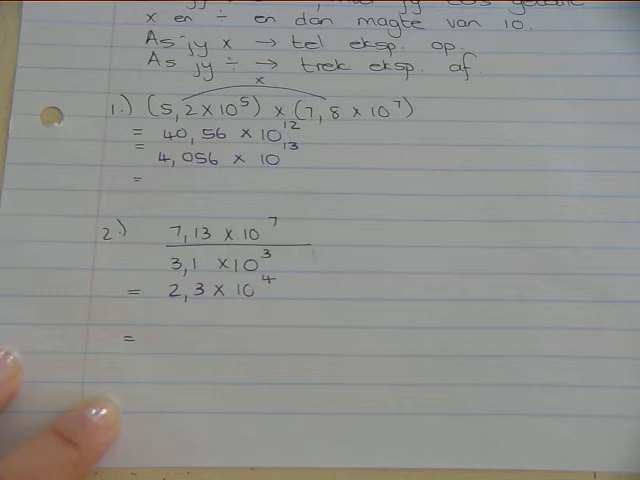 x en ÷ en dan magte van 10.
As jy x → tel eksp. op.
As jy ÷ → trek eksp. af.
x
1.) (5,2 x 10⁵) x (7,8 x 10⁷)
= 40,56 x 10¹²
= 4,056 x 10¹³
=
2.) 7,13 x 10⁷
3,1 x 10³
= 2,3 x 10⁴
=